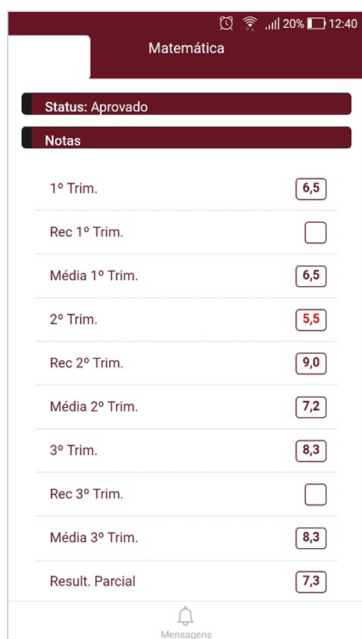 20% 12:40
Matemática
Status: Aprovado
Notas
1º Trim. 6,5
Rec 1º Trim.
Média 1º Trim. 6,5
2º Trim. 5,5
Rec 2º Trim. 9,0
Média 2º Trim. 7,2
3º Trim. 8,3
Rec 3º Trim.
Média 3º Trim. 8,3
Result. Parcial 7,3
Mensagens